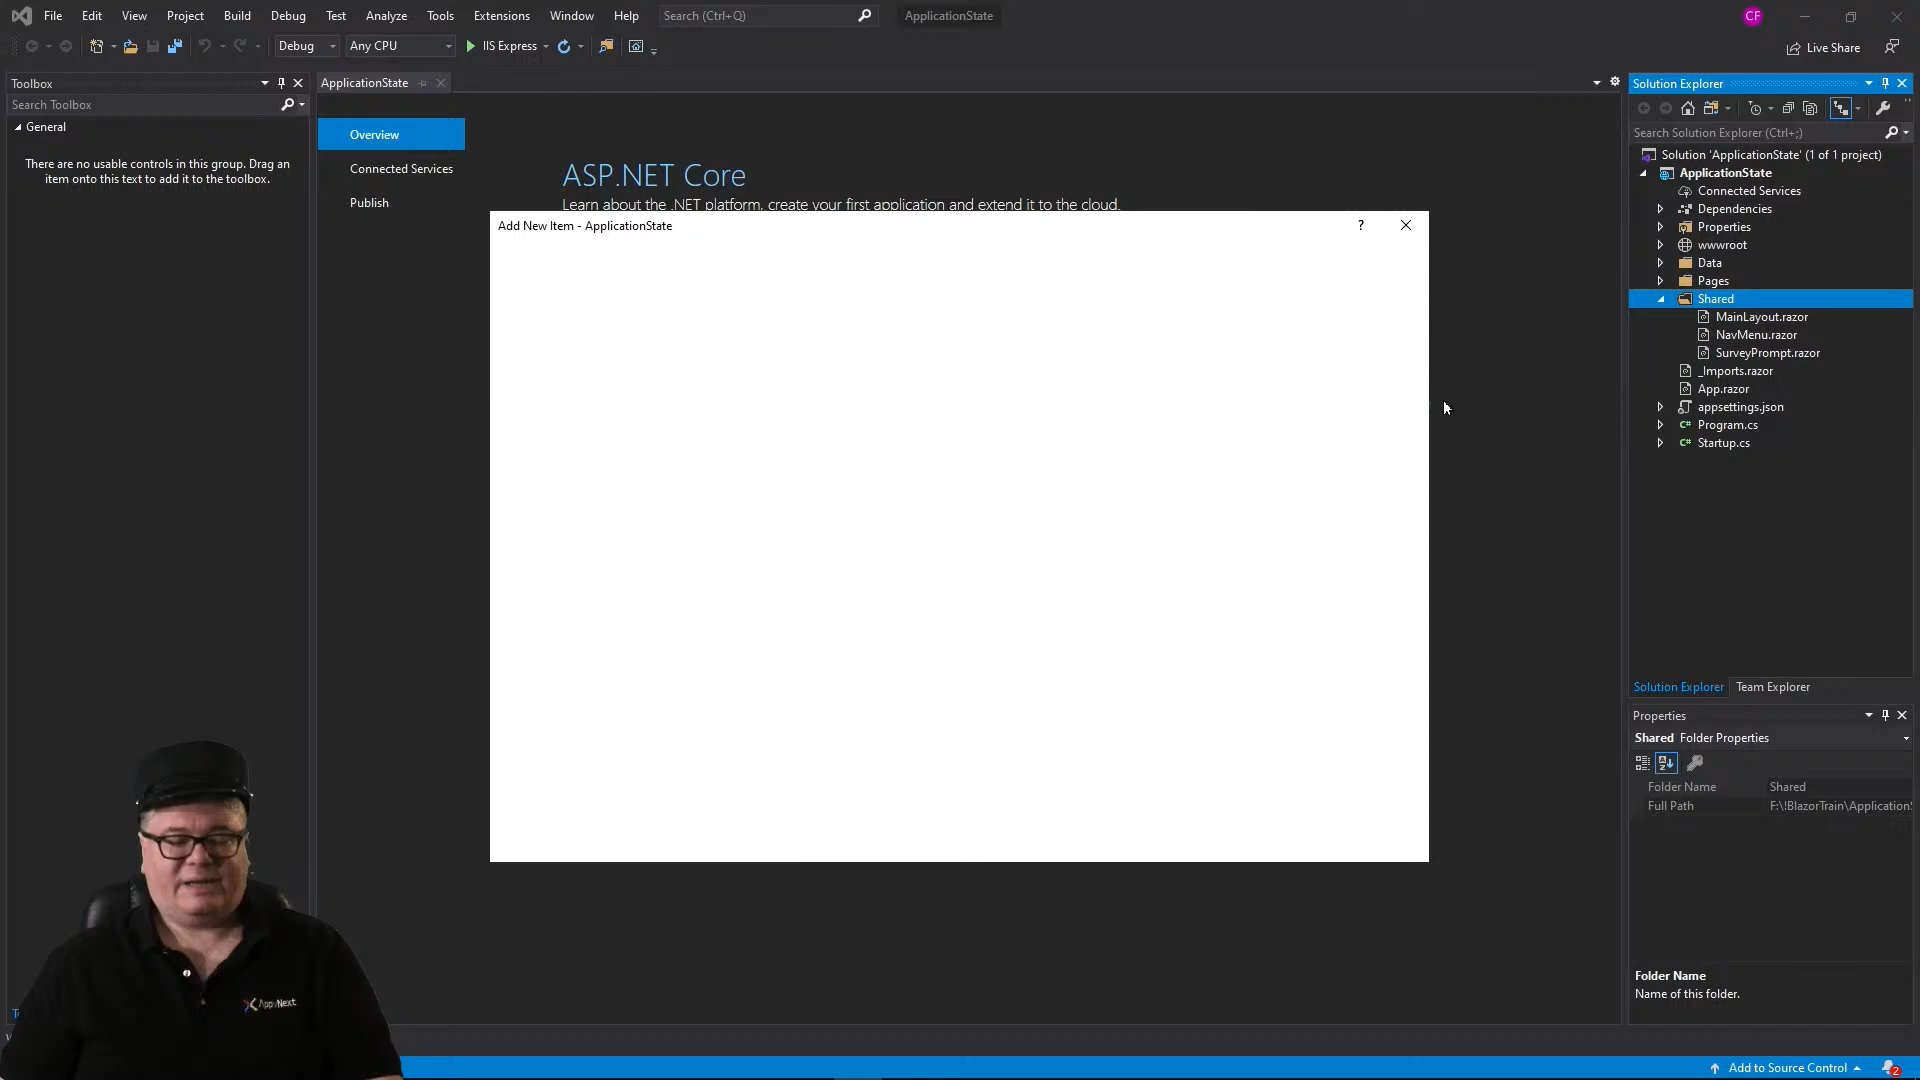 File Edit View Project Build Debug Test Analyze Tools Extensions Window Help Search (Ctrl+Q) ApplicationState CF
Debug Any CPU IIS Express Live Share
Toolbox
Search Toolbox
General
There are no usable controls in this group. Drag an
item onto this text to add it to the toolbox.
ApplicationState
Overview
Connected Services
Publish
ASP.NET Core
Learn about the .NET platform, create your first application and extend it to the cloud.
Add New Item - ApplicationState ?
Solution Explorer
Search Solution Explorer (Ctrl+;)
Solution 'ApplicationState' (1 of 1 project)
ApplicationState
Connected Services
Dependencies
Properties
wwwroot
Data
Pages
Shared
MainLayout.razor
NavMenu.razor
SurveyPrompt.razor
_Imports.razor
App.razor
appsettings.json
C# Program.cs
C# Startup.cs
Solution Explorer Team Explorer
Properties
Shared Folder Properties
Folder Name Shared
Full Path F:\!BlazorTrain\Application
Folder Name
Name of this folder.
AppvNext
Add to Source Control 2